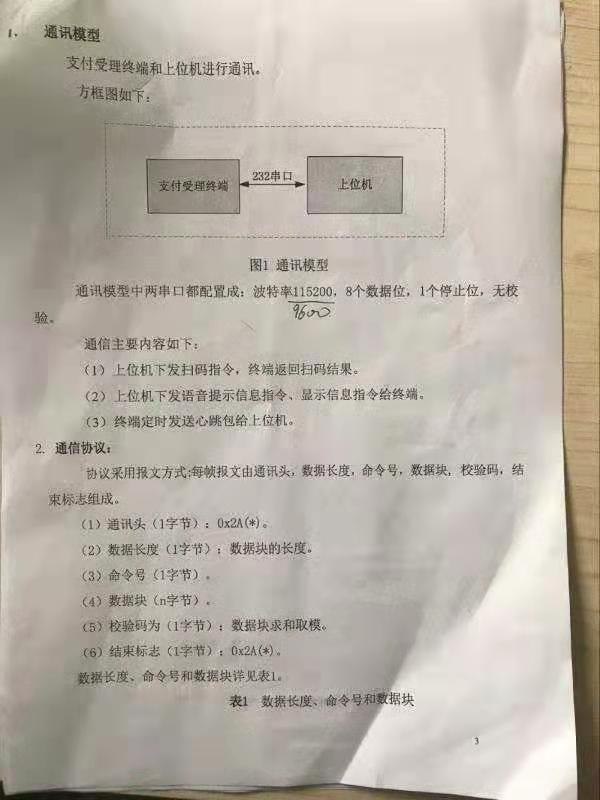 1、 通讯模型
支付受理终端和上位机进行通讯。
方框图如下：
支付受理终端 232串口 上位机
图1 通讯模型
通讯模型中两串口都配置成：波特率115200，8个数据位，1个停止位，无校
9600
验。
通信主要内容如下：
（1）上位机下发扫码指令，终端返回扫码结果。
（2）上位机下发语音提示信息指令、显示信息指令给终端。
（3）终端定时发送心跳包给上位机。
2. 通信协议：
协议采用报文方式;每帧报文由通讯头，数据长度，命令号，数据块，校验码，结
束标志组成。
（1）通讯头（1字节）：0x2A(*)。
（2）数据长度（1字节）：数据块的长度。
（3）命令号（1字节）。
（4）数据块（n字节）。
（5）校验码为（1字节）：数据块求和取模。
（6）结束标志（1字节）：0x2A(*)。
数据长度、命令号和数据块详见表1。
表1 数据长度、命令号和数据块
3